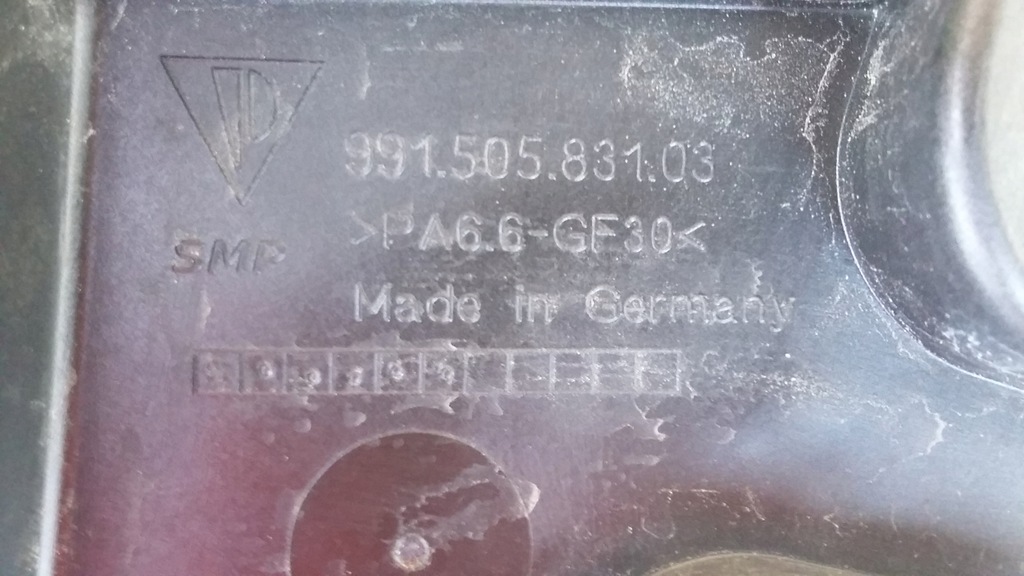 991.505.831.03
>PA6.6-GF30<
SMP
Made in Germany